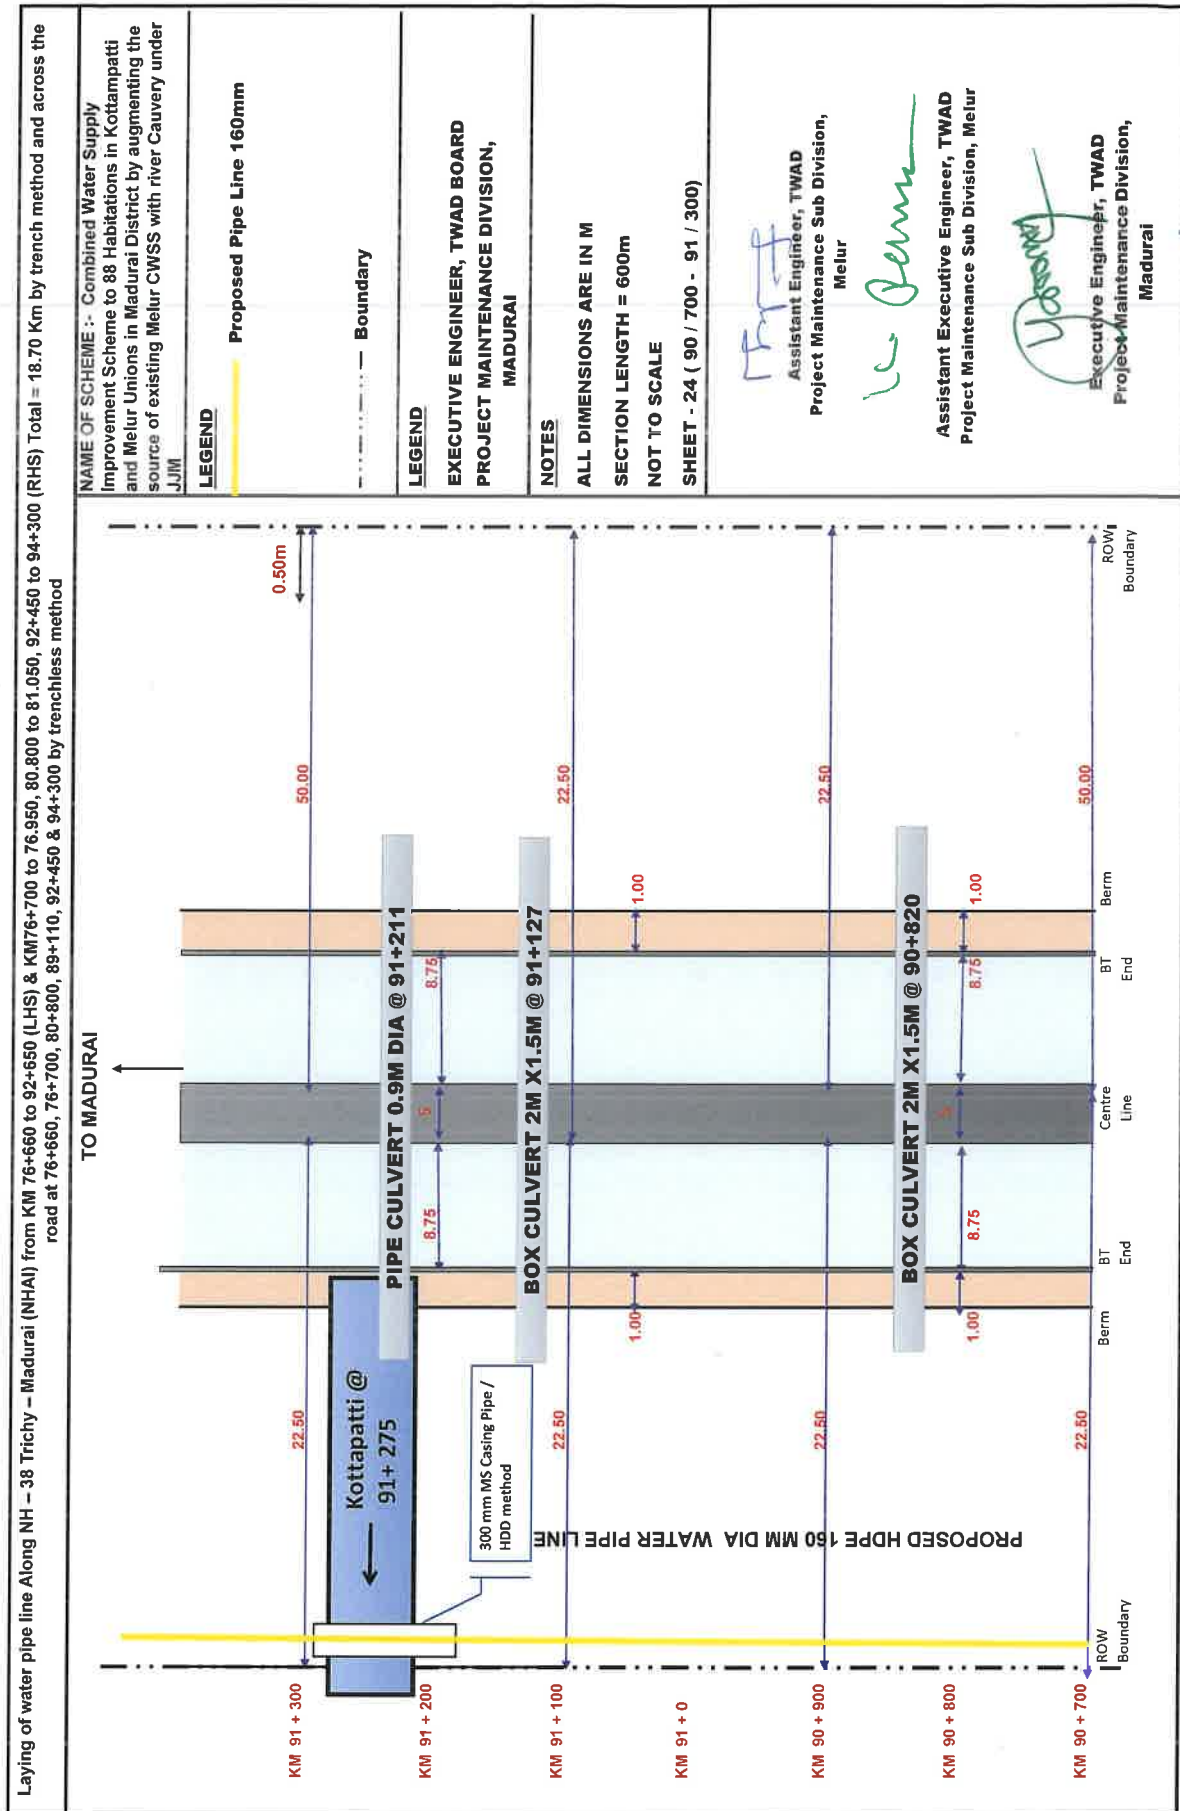 Laying of water pipe line Along NH – 38 Trichy – Madurai (NHAI) from KM 76+660 to 92+650 (LHS) & KM76+700 to 76.950, 80.800 to 81.050, 92+450 to 94+300 (RHS) Total = 18.70 Km by trench method and across the
road at 76+660, 76+700, 80+800, 89+110, 92+450 & 94+300 by trenchless method
TO MADURAI
NAME OF SCHEME :- Combined Water Supply
Improvement Scheme to 88 Habitations in Kottampatti
and Melur Unions in Madurai District by augmenting the
source of existing Melur CWSS with river Cauvery under
JJM
LEGEND
Proposed Pipe Line 160mm
Boundary
LEGEND
EXECUTIVE ENGINEER, TWAD BOARD
PROJECT MAINTENANCE DIVISION,
MADURAI
NOTES
ALL DIMENSIONS ARE IN M
SECTION LENGTH = 600m
NOT TO SCALE
SHEET - 24 ( 90 / 700 - 91 / 300)
Assistant Engineer, TWAD
Project Maintenance Sub Division,
Melur
Assistant Executive Engineer, TWAD
Project Maintenance Sub Division, Melur
Executive Engineer, TWAD
Project Maintenance Division,
Madurai
KM 91 + 300
22.50
50.00
0.50m
Kottapatti @
91+ 275
PIPE CULVERT 0.9M DIA @ 91+211
KM 91 + 200
8.75
5
8.75
300 mm MS Casing Pipe /
HDD method
BOX CULVERT 2M X1.5M @ 91+127
KM 91 + 100
22.50
22.50
KM 91 + 0
1.00
1.00
PROPOSED HDPE 160 MM DIA WATER PIPE LINE
KM 90 + 900
22.50
22.50
BOX CULVERT 2M X1.5M @ 90+820
KM 90 + 800
1.00
8.75
5
8.75
1.00
KM 90 + 700
22.50
50.00
ROW
Boundary
Berm
BT
End
Centre
Line
BT
End
Berm
ROW
Boundary